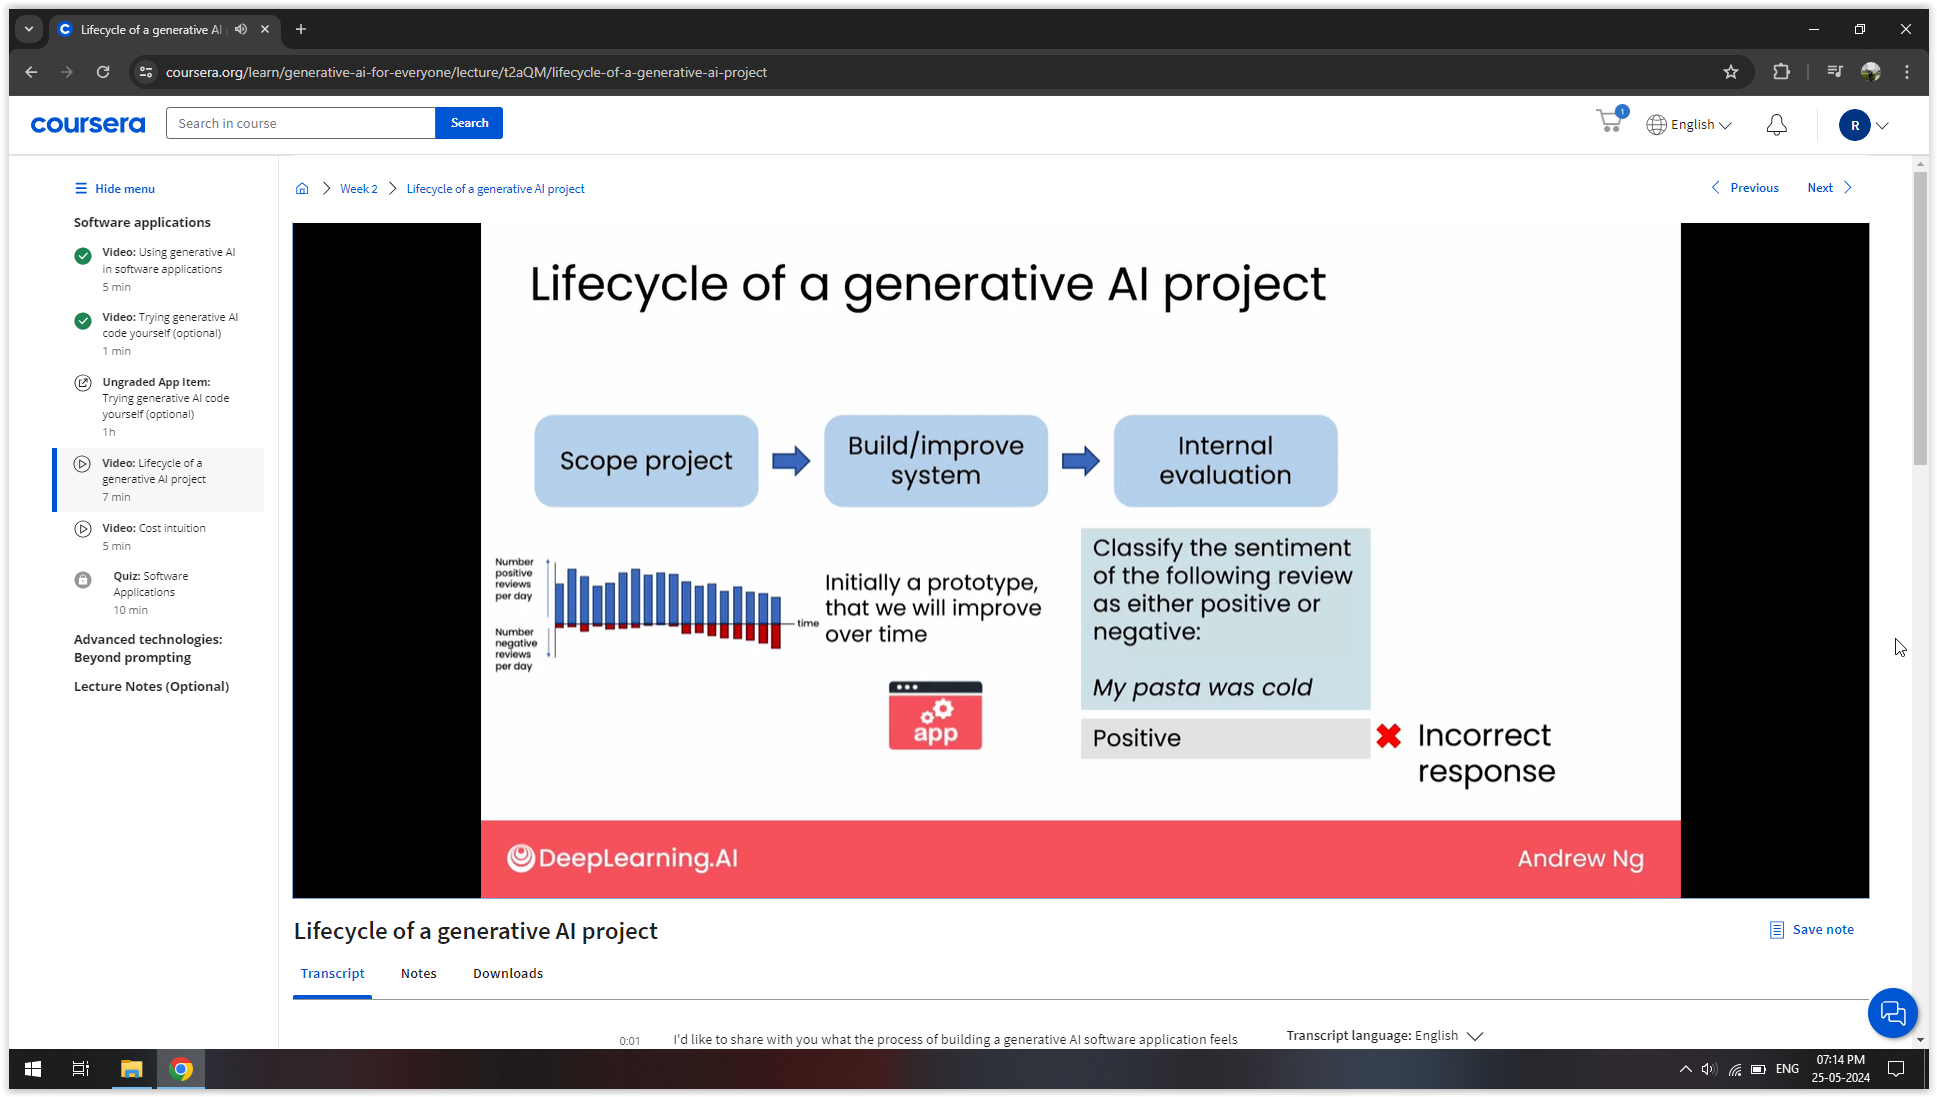 Lifecycle of a generative AI
coursera.org/learn/generative-ai-for-everyone/lecture/t2aQM/lifecycle-of-a-generative-ai-project
coursera
Search in course
Search
1
English
R
Hide menu
Software applications
Video: Using generative AI
in software applications
5 min
Video: Trying generative AI
code yourself (optional)
1 min
Ungraded App Item:
Trying generative AI code
yourself (optional)
1h
Video: Lifecycle of a
generative AI project
7 min
Video: Cost intuition
5 min
Quiz: Software
Applications
10 min
Advanced technologies:
Beyond prompting
Lecture Notes (Optional)
Week 2
Lifecycle of a generative AI project
Previous
Next
Lifecycle of a generative AI project
Scope project
Build/improve
system
Internal
evaluation
Number
positive
reviews
per day
Number
negative
reviews
per day
time
Initially a prototype,
that we will improve
over time
app
Classify the sentiment
of the following review
as either positive or
negative:
My pasta was cold
Positive
Incorrect
response
DeepLearning.AI
Andrew Ng
Lifecycle of a generative AI project
Save note
Transcript
Notes
Downloads
0:01
I'd like to share with you what the process of building a generative AI software application feels
Transcript language: English
ENG
07:14 PM
25-05-2024